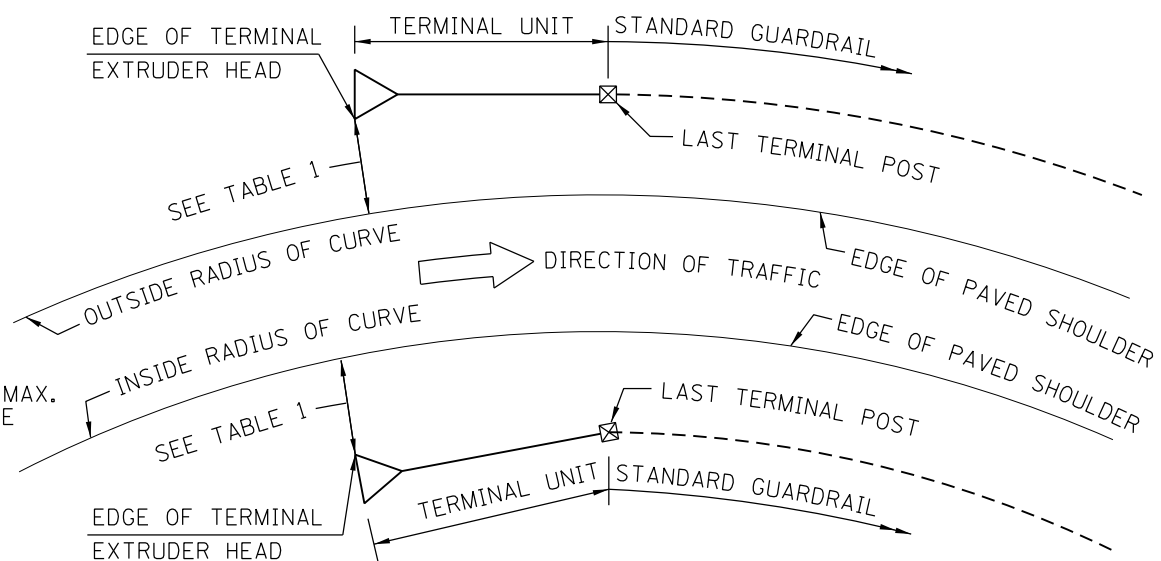 EDGE OF TERMINAL
EXTRUDER HEAD
TERMINAL UNIT
STANDARD GUARDRAIL
LAST TERMINAL POST
SEE TABLE 1
OUTSIDE RADIUS OF CURVE
DIRECTION OF TRAFFIC
EDGE OF PAVED SHOULDER
INSIDE RADIUS OF CURVE
EDGE OF PAVED SHOULDER
MAX.
E
SEE TABLE 1
LAST TERMINAL POST
TERMINAL UNIT
STANDARD GUARDRAIL
EDGE OF TERMINAL
EXTRUDER HEAD